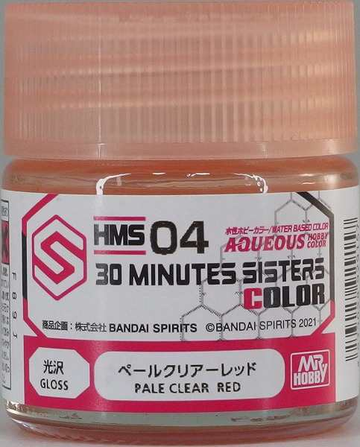 HMS 04
水性ホビーカラー/WATER BASED COLOR
AQUEOUS HOBBY COLOR
30 MINUTES SISTERS
COLOR
商品企画:株式会社 BANDAI SPIRITS ©BANDAI SPIRITS 2021
光沢
GLOSS
ペールクリアーレッド
PALE CLEAR RED
MR HOBBY